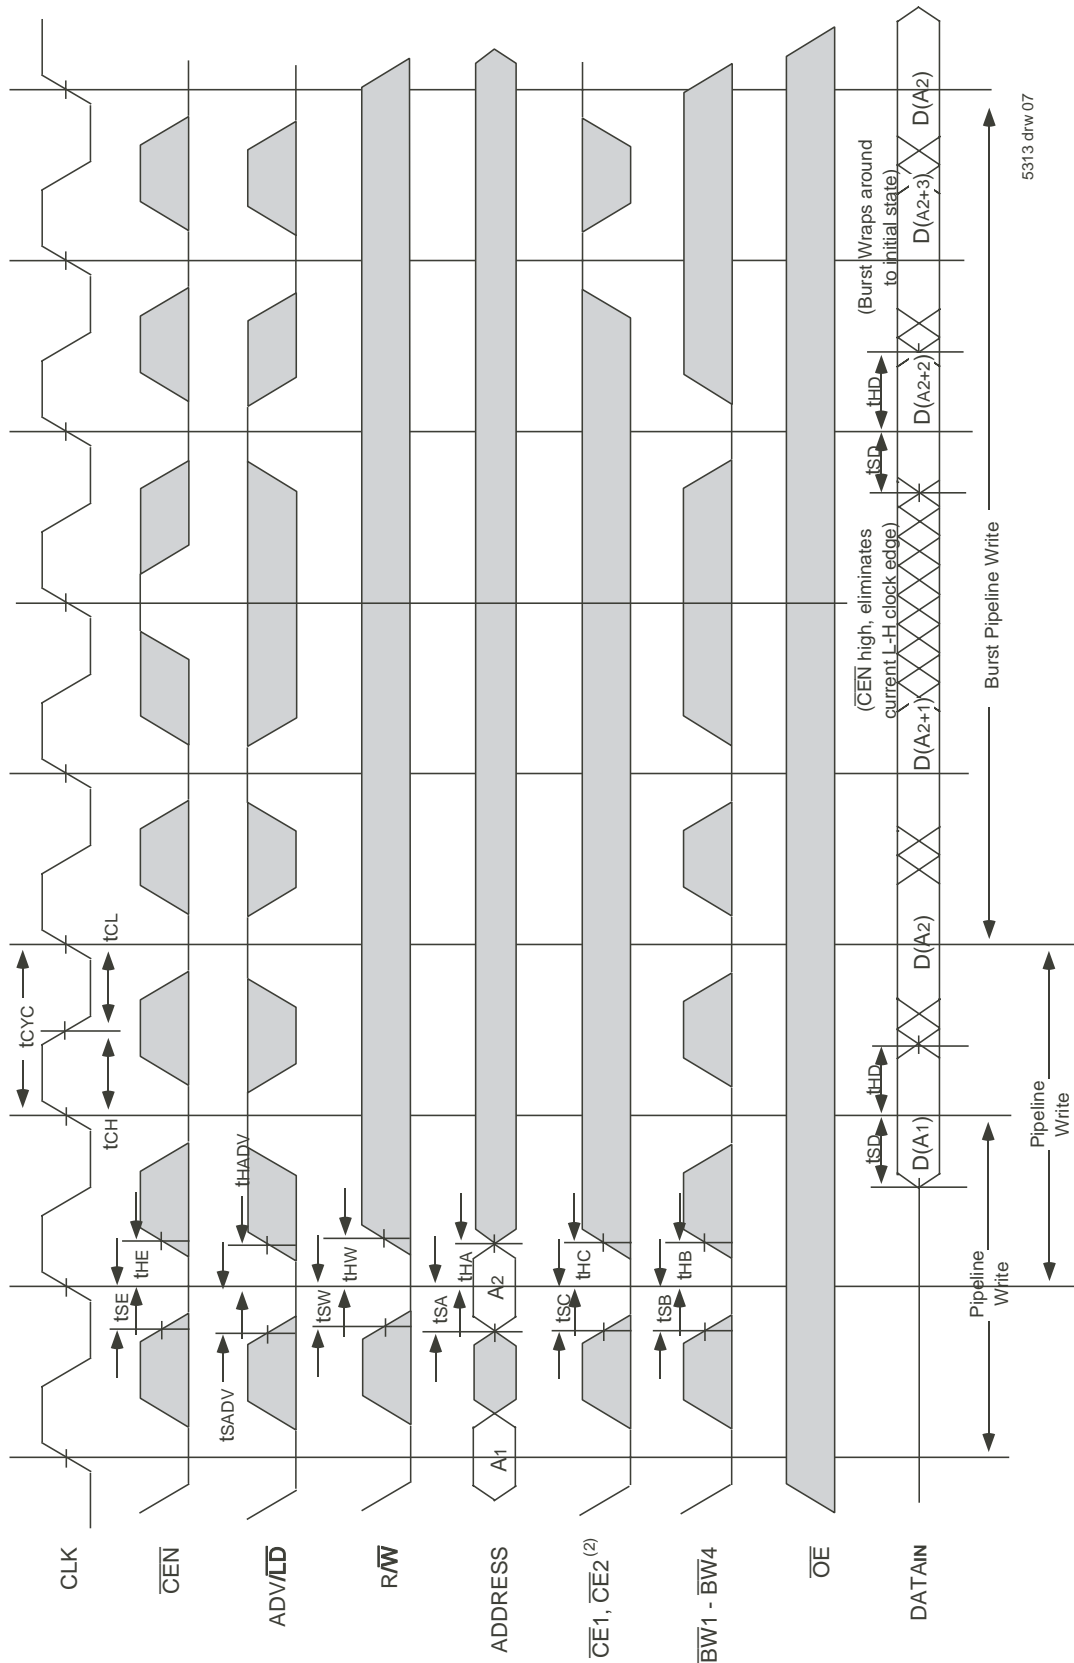 tCYC
CLK
tCH
tCL
tSE
tHE
CEN
tSADV
tHADV
ADV/LD
tSW
tHW
R/W
tSA
tHA
ADDRESS
A1
A2
tSC
tHC
CE1, CE2 (2)
tSB
tHB
BW1 - BW4
OE
(CEN high, eliminates
current L-H clock edge)
(Burst Wraps around
to initial state)
tSD
tHD
tSD
tHD
DATAIN
D(A1)
D(A2)
D(A2+1)
D(A2+2)
D(A2+3)
D(A2)
Pipeline
Write
Burst Pipeline Write
Pipeline
Write
5313 drw 07